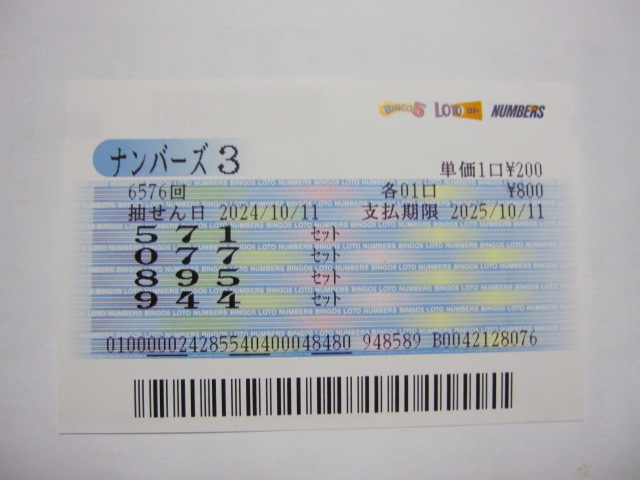 BINGO5 LOTO NUMBERS
ナンバーズ3
単価1口¥200
6576回 各01口 ¥800
抽せん日 2024/10/11 支払期限 2025/10/11
571 セット
077 セット
895 セット
944 セット
010000024285540400048480 948589 B0042128076